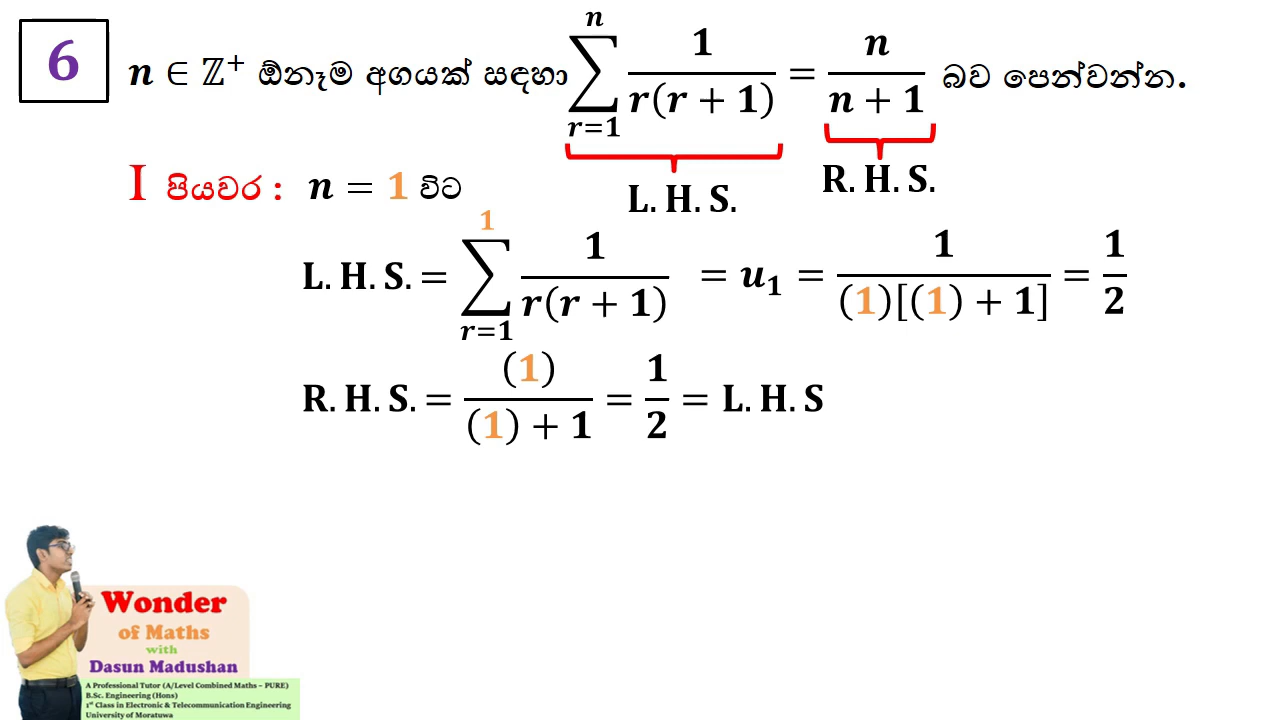 6
n ∈ ℤ⁺ ඕනෑම අගයක් සඳහා ∑_{r=1}^{n} 1/(r(r + 1)) = n/(n + 1) බව පෙන්වන්න.
L. H. S. R. H. S.
I පියවර : n = 1 විට
L. H. S. = ∑_{r=1}^{1} 1/(r(r + 1)) = u₁ = 1/((1)[(1) + 1]) = 1/2
R. H. S. = (1)/((1) + 1) = 1/2 = L. H. S
Wonder
of Maths
with
Dasun Madushan
A Professional Tutor (A/Level Combined Maths – PURE)
B.Sc. Engineering (Hons)
1st Class in Electronic & Telecommunication Engineering
University of Moratuwa